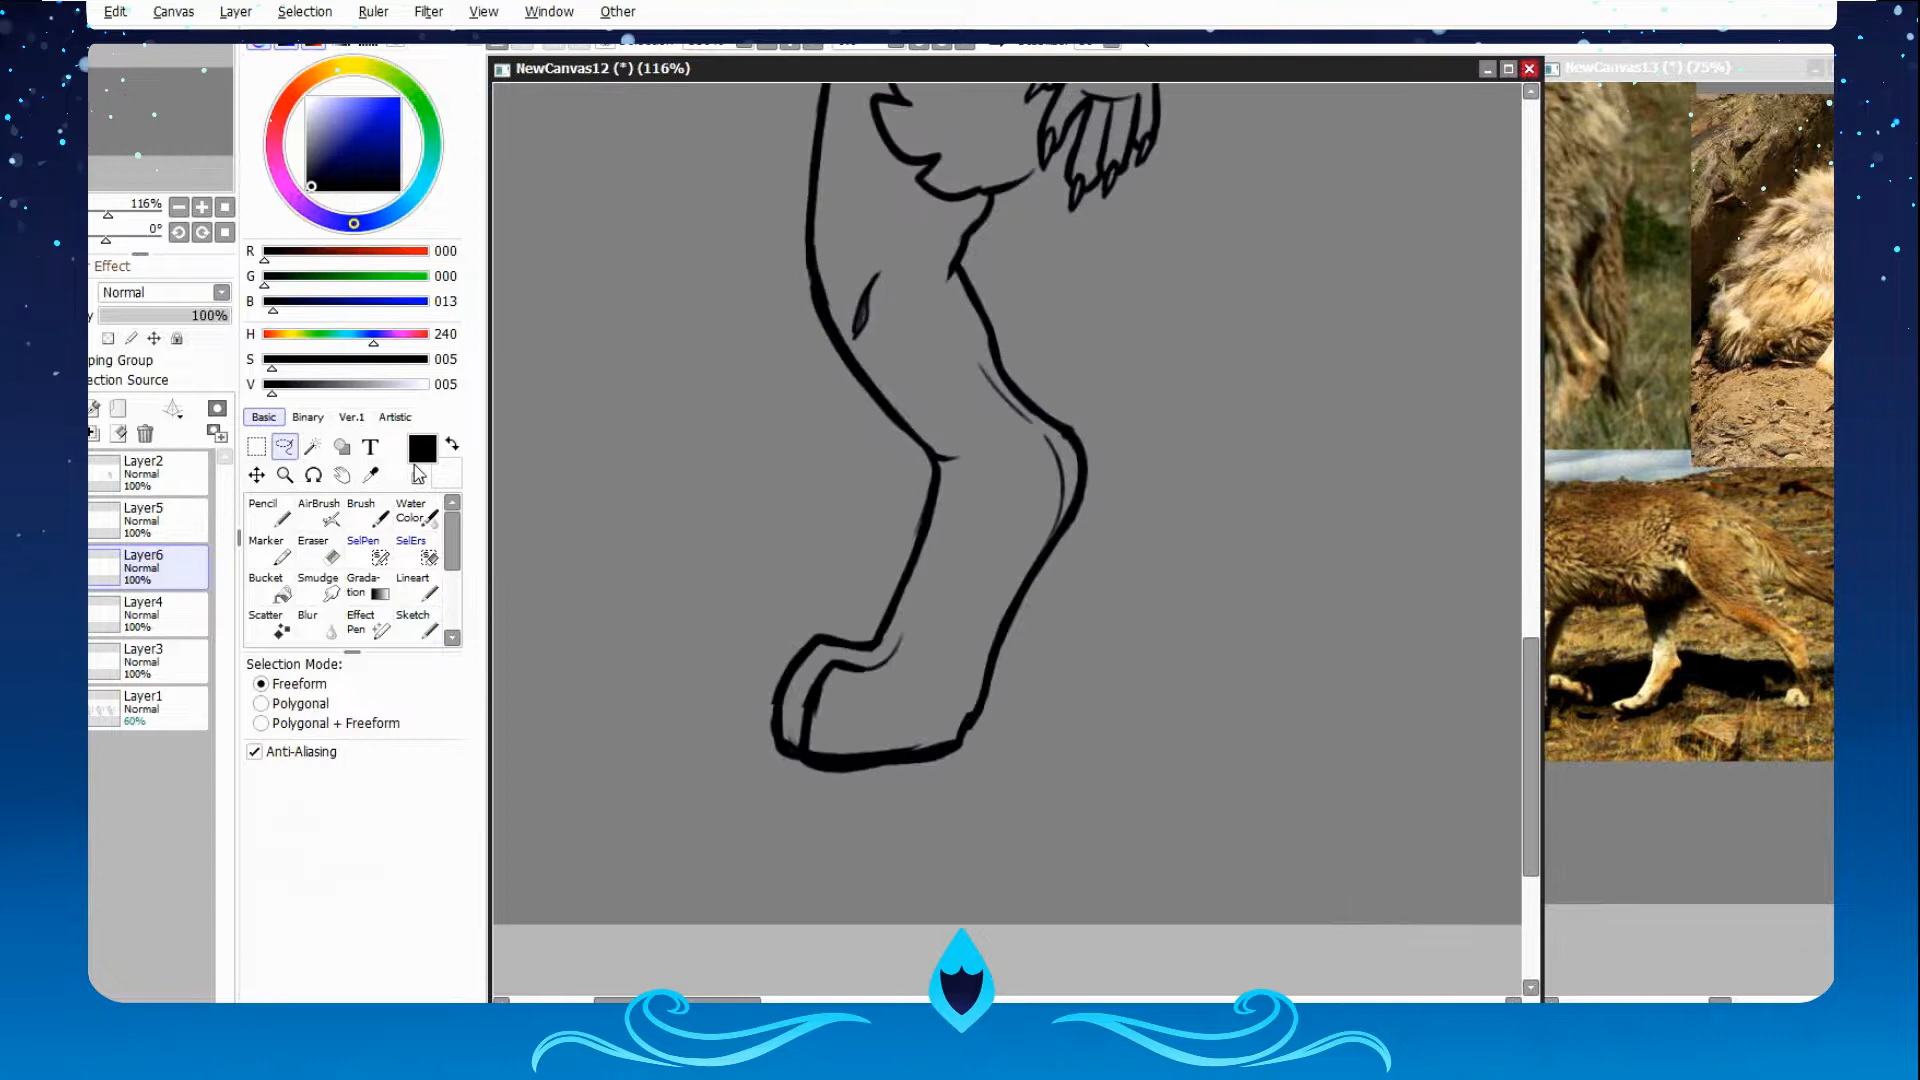 Edit Canvas Layer Selection Ruler Filter View Window Other
NewCanvas12 (*) (116%)
NewCanvas13 (*) (75%)
116%
0°
Effect
Normal
100%
ping Group
ection Source
Layer2
Normal
100%
Layer5
Normal
100%
Layer6
Normal
100%
Layer4
Normal
100%
Layer3
Normal
100%
Layer1
Normal
60%
R 000
G 000
B 013
H 240
S 005
V 005
Basic Binary Ver.1 Artistic
T
Pencil AirBrush Brush Water
Color
Marker Eraser SelPen SelErs
Bucket Smudge Grada- Lineart
tion
Scatter Blur Effect Sketch
Pen
Selection Mode:
Freeform
Polygonal
Polygonal + Freeform
Anti-Aliasing